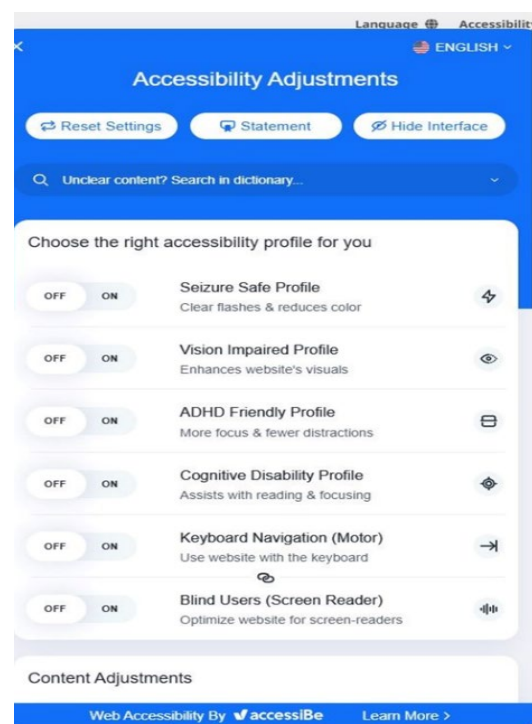 Language Accessibility
ENGLISH
Accessibility Adjustments
Reset Settings Statement Hide Interface
Unclear content? Search in dictionary...
Choose the right accessibility profile for you
OFF ON Seizure Safe Profile
Clear flashes & reduces color
OFF ON Vision Impaired Profile
Enhances website's visuals
OFF ON ADHD Friendly Profile
More focus & fewer distractions
OFF ON Cognitive Disability Profile
Assists with reading & focusing
OFF ON Keyboard Navigation (Motor)
Use website with the keyboard
OFF ON Blind Users (Screen Reader)
Optimize website for screen-readers
Content Adjustments
Web Accessibility By accessiBe Learn More >